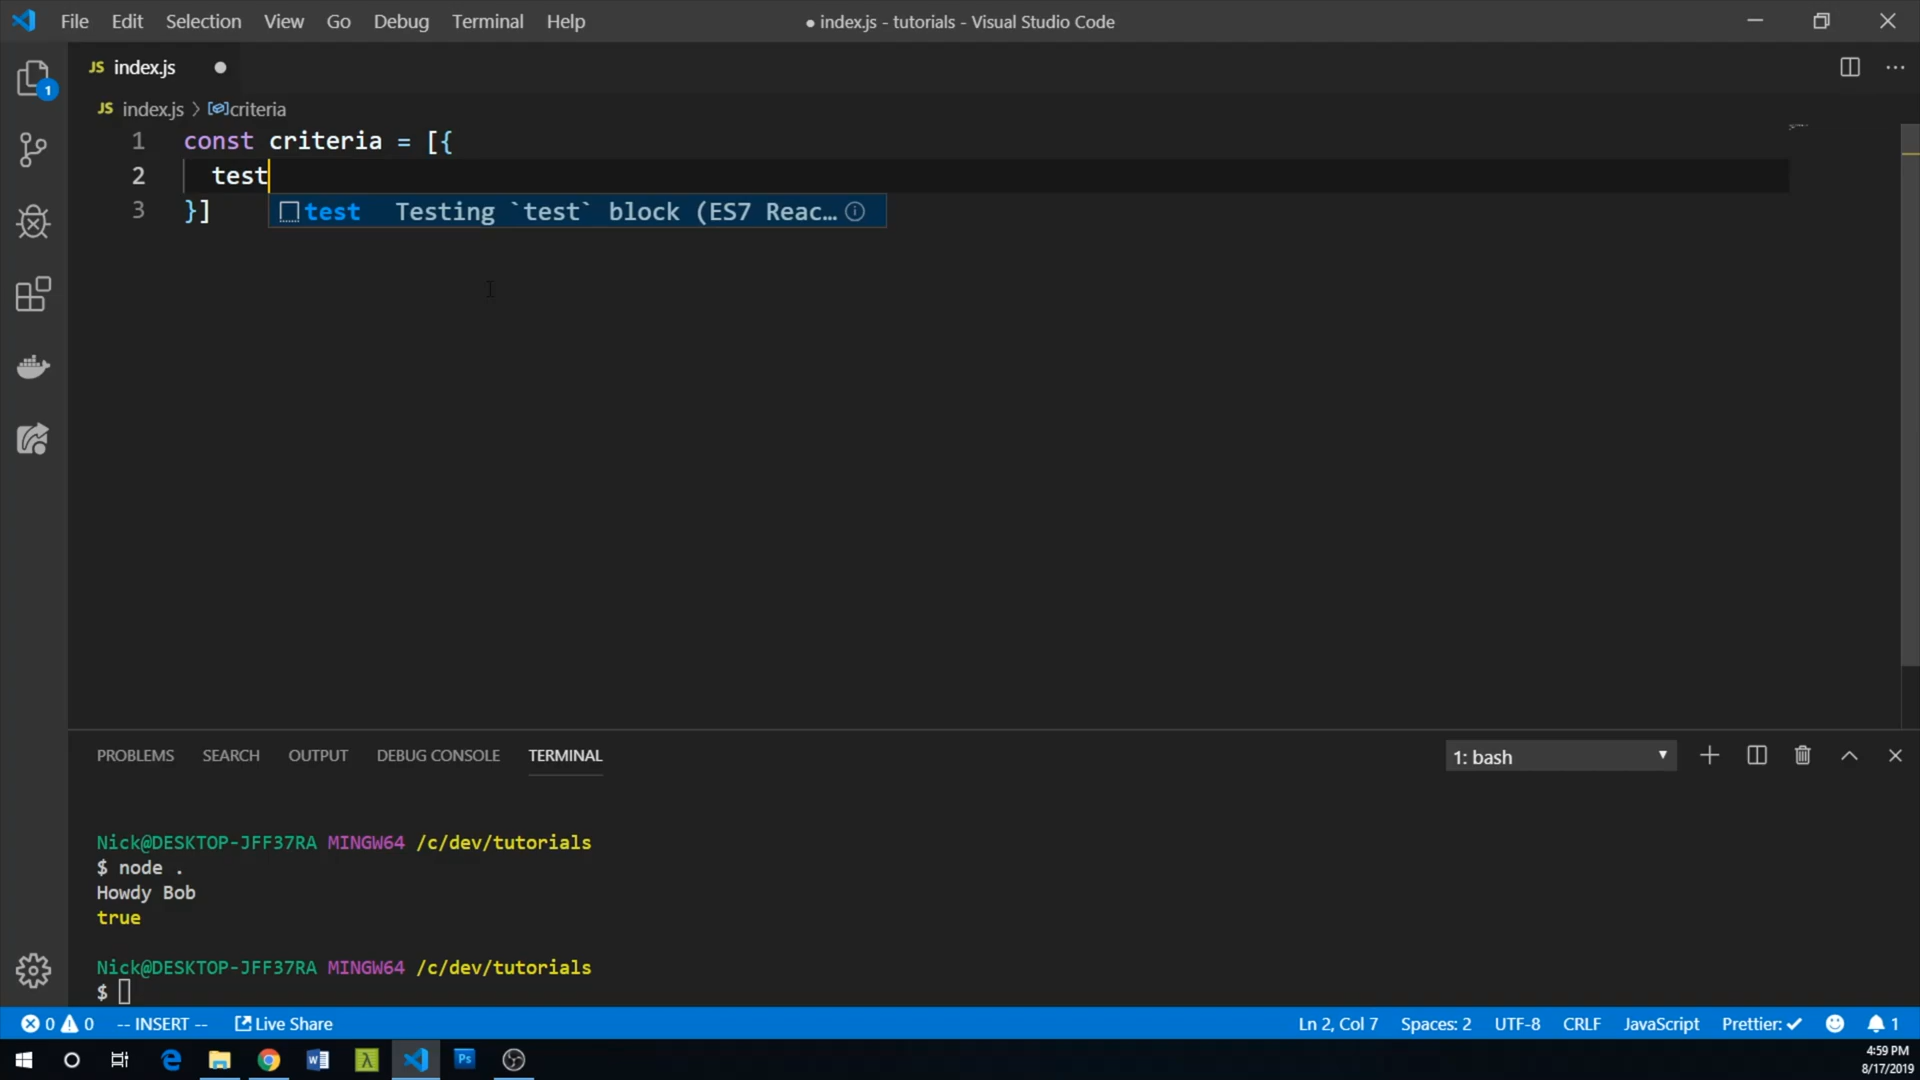 File Edit Selection View Go Debug Terminal Help
● index.js - tutorials - Visual Studio Code
JS index.js ●
JS index.js > criteria
1
1 const criteria = [{
2 test
3 }]
test Testing `test` block (ES7 Reac…
PROBLEMS SEARCH OUTPUT DEBUG CONSOLE TERMINAL
1: bash
Nick@DESKTOP-JFF37RA MINGW64 /c/dev/tutorials
$ node .
Howdy Bob
true
Nick@DESKTOP-JFF37RA MINGW64 /c/dev/tutorials
$
0 0 -- INSERT -- Live Share Ln 2, Col 7 Spaces: 2 UTF-8 CRLF JavaScript Prettier: ✓ 1
λ Ps
4:59 PM
8/17/2019